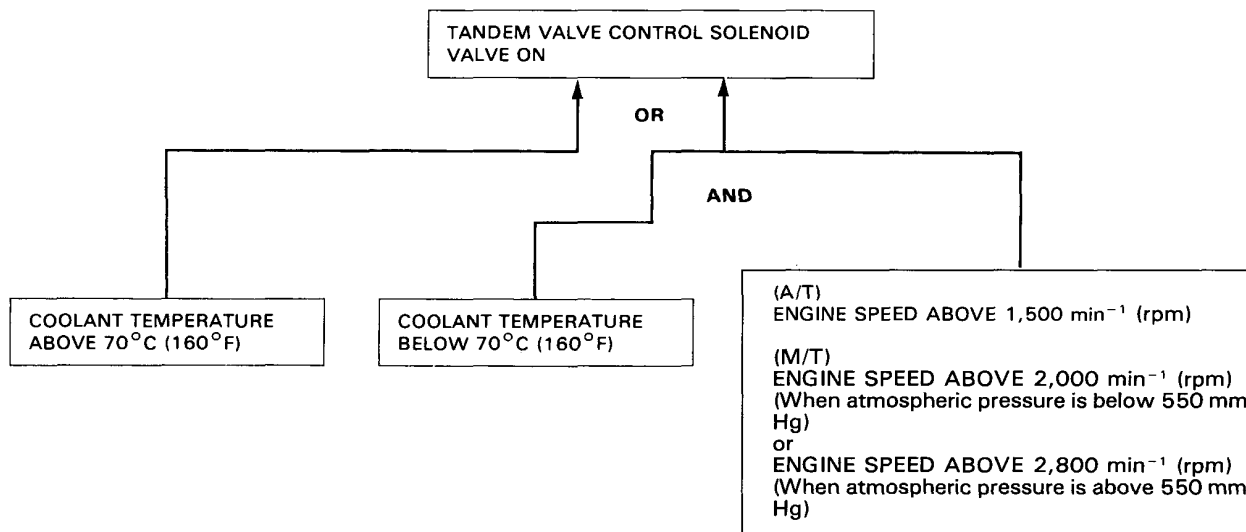 TANDEM VALVE CONTROL SOLENOID
VALVE ON
OR
AND
COOLANT TEMPERATURE
ABOVE 70°C (160°F)
COOLANT TEMPERATURE
BELOW 70°C (160°F)
(A/T)
ENGINE SPEED ABOVE 1,500 min⁻¹ (rpm)
(M/T)
ENGINE SPEED ABOVE 2,000 min⁻¹ (rpm)
(When atmospheric pressure is below 550 mm
Hg)
or
ENGINE SPEED ABOVE 2,800 min⁻¹ (rpm)
(When atmospheric pressure is above 550 mm
Hg)